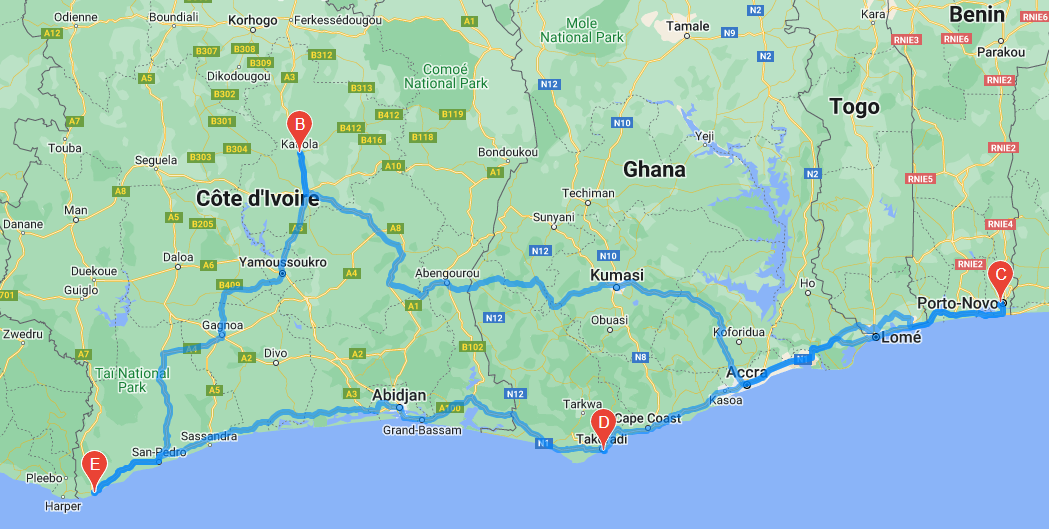 Odienne
Boundiali
Korhogo
Ferkessédougou
A1
A12
B307
B308
B309
B312
A3
Dikodougou
A5
B302
B313
Comoé
National Park
Mole
National Park
Tamale
N2
N9
N2
Kara
Benin
RNIE6
RNIE3
RNIE6
Parakou
RNIE2
N12
Togo
A7
B301
B412
B412
B119
B416
B118
N10
Yeji
B
B304
B303
Touba
Seguela
Bondoukou
A10
A1
Ghana
N2
RNIE2
RNIE5
A8
Côte d'Ivoire
Techiman
Man
A5
B205
A8
Sunyani
Danane
RNIE4
Daloa
A6
Yamoussoukro
A4
Abengourou
N12
N10
Kumasi
RNIE2
C
Duekoue
Guiglo
B409
701
A1
Ho
Porto-Novo
Gagnoa
N12
Obuasi
Koforidua
Lomé
Zwedru
A7
A2
Divo
A2
B102
N8
Taï National
Park
A5
A3
Abidjan
A100
N12
Accra
Kasoa
Tarkwa
D
Cape Coast
Grand-Bassam
Sassandra
N1
San-Pedro
E
Pleebo
Harper